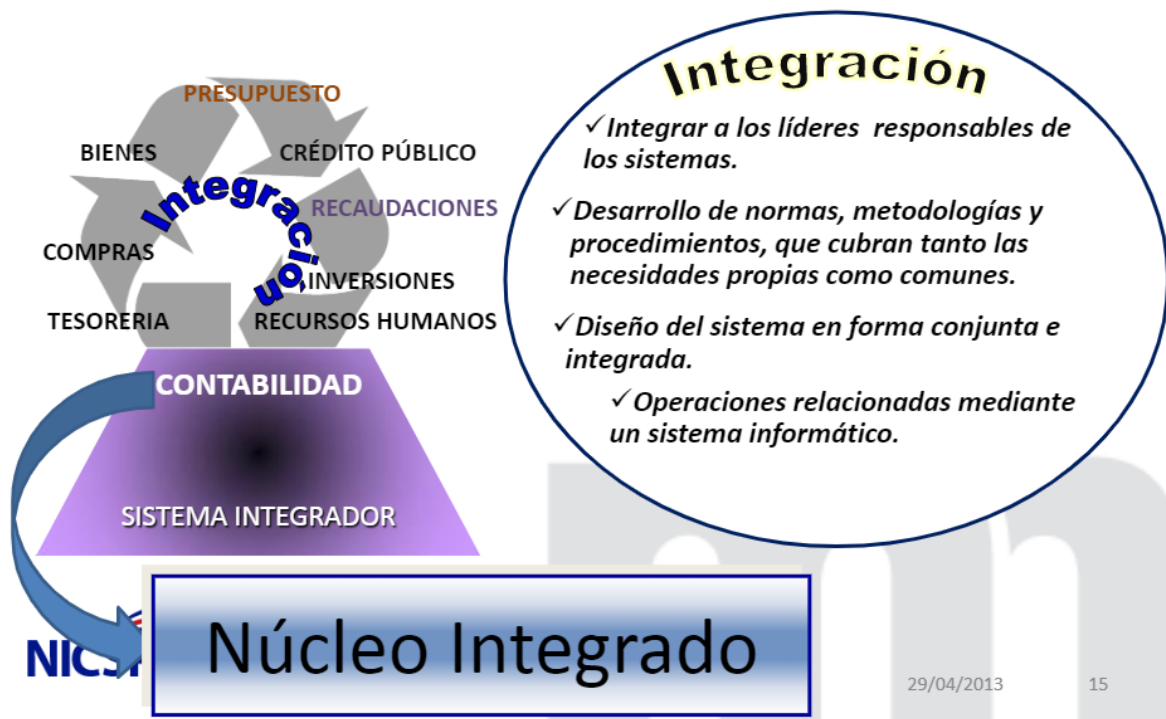 PRESUPUESTO
BIENES
CRÉDITO PÚBLICO
Integración
RECAUDACIONES
COMPRAS
INVERSIONES
TESORERIA
RECURSOS HUMANOS
CONTABILIDAD
SISTEMA INTEGRADOR
Integración
✓Integrar a los líderes responsables de
los sistemas.
✓Desarrollo de normas, metodologías y
procedimientos, que cubran tanto las
necesidades propias como comunes.
✓Diseño del sistema en forma conjunta e
integrada.
✓Operaciones relacionadas mediante
un sistema informático.
Núcleo Integrado
29/04/2013
15